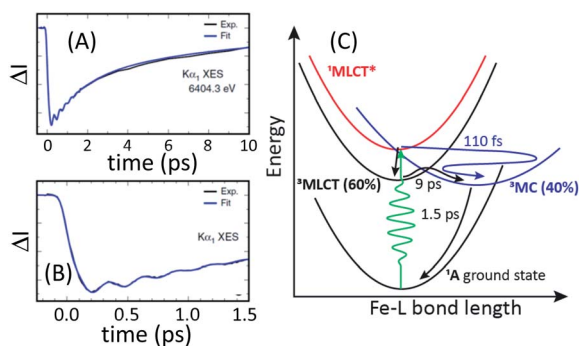 (A)
Exp.
Fit
Kα₁ XES
6404.3 eV
ΔI
0 2 4 6 8 10
time (ps)
(B)
Exp.
Fit
Kα₁ XES
ΔI
0.0 0.5 1.0 1.5
time (ps)
(C)
¹MLCT*
110 fs
³MLCT (60%)
9 ps
³MC (40%)
1.5 ps
¹A ground state
Energy
Fe-L bond length